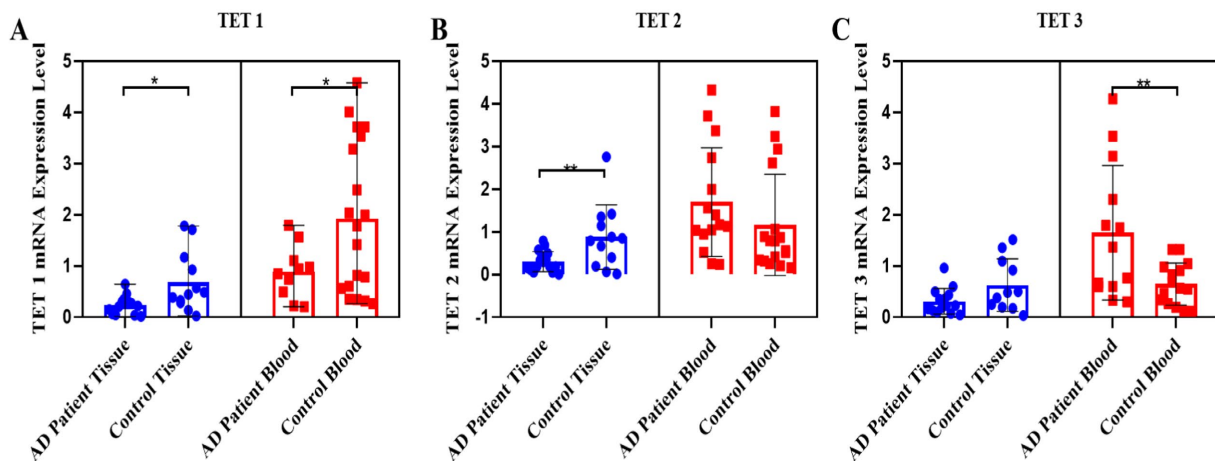 A
TET 1
TET 1 mRNA Expression Level
5
4
3
2
1
0
*
*
AD Patient Tissue
Control Tissue
AD Patient Blood
Control Blood
B
TET 2
TET 2 mRNA Expression Level
5
4
3
2
1
0
-1
**
AD Patient Tissue
Control Tissue
AD Patient Blood
Control Blood
C
TET 3
TET 3 mRNA Expression Level
5
4
3
2
1
0
**
AD Patient Tissue
Control Tissue
AD Patient Blood
Control Blood